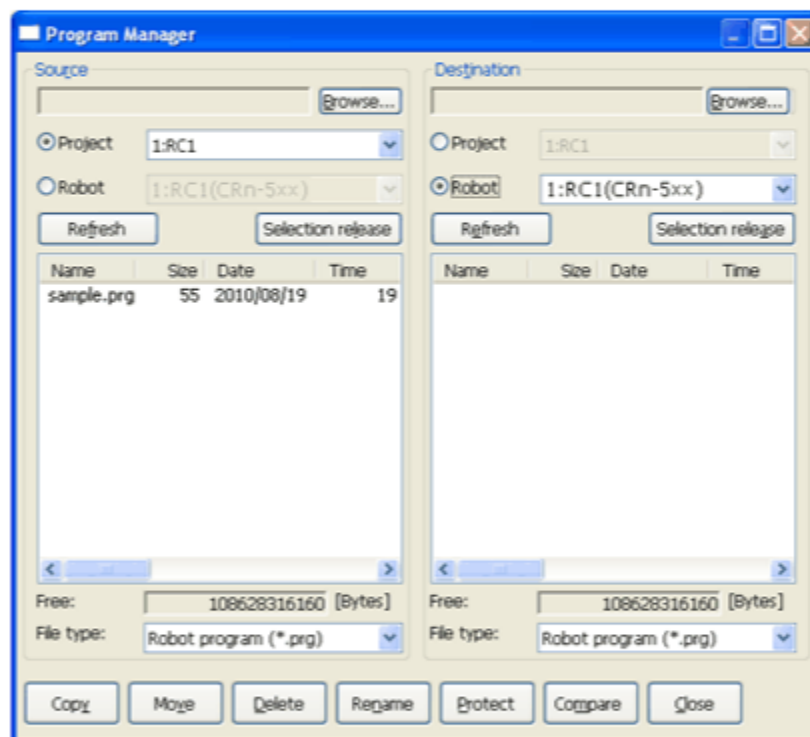 Program Manager
Source
Browse...
Project 1:RC1
Robot 1:RC1(CRn-5xx)
Refresh Selection release
Name Size Date Time
sample.prg 55 2010/08/19 19
Free: 108628316160 [Bytes]
File type: Robot program (*.prg)
Destination
Browse...
Project 1:RC1
Robot 1:RC1(CRn-5xx)
Refresh Selection release
Name Size Date Time
Free: 108628316160 [Bytes]
File type: Robot program (*.prg)
Copy Move Delete Rename Protect Compare Close